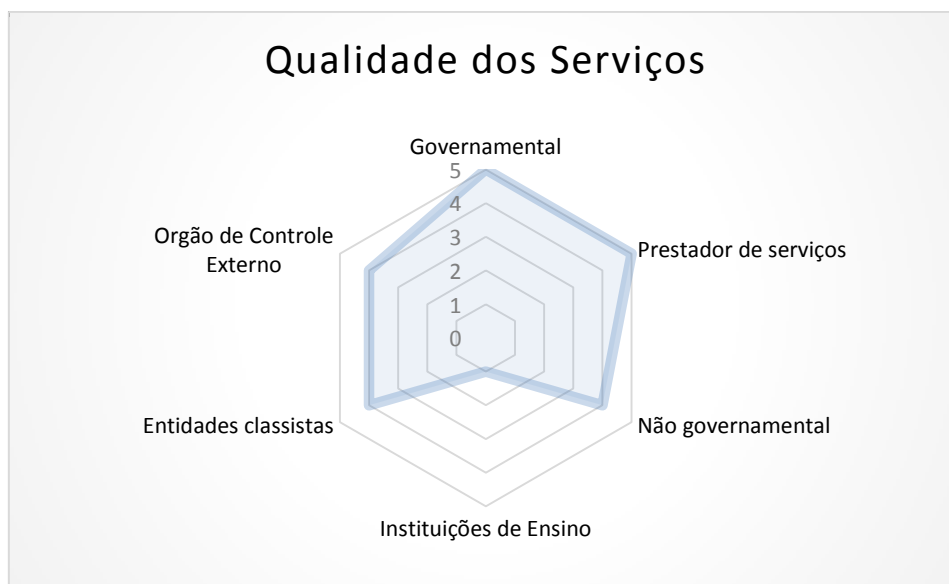 Qualidade dos Serviços
Governamental
5
4
3
2
1
0
Orgão de Controle
Externo
Prestador de serviços
Entidades classistas
Não governamental
Instituições de Ensino